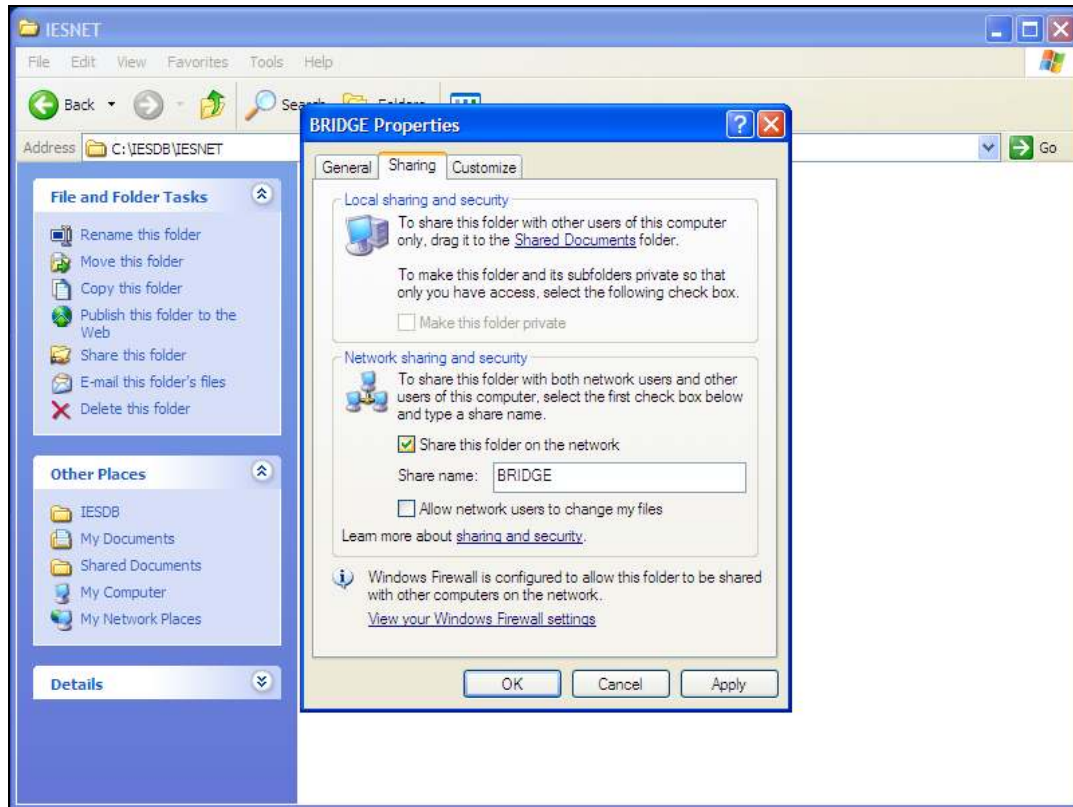 IESNET
File Edit View Favorites Tools Help
Back
Address C:\IESDB\IESNET Go
BRIDGE Properties
General Sharing Customize
File and Folder Tasks
Rename this folder
Move this folder
Copy this folder
Publish this folder to the
Web
Share this folder
E-mail this folder's files
Delete this folder
Other Places
IESDB
My Documents
Shared Documents
My Computer
My Network Places
Details
Local sharing and security
To share this folder with other users of this computer
only, drag it to the Shared Documents folder.
To make this folder and its subfolders private so that
only you have access, select the following check box.
Make this folder private
Network sharing and security
To share this folder with both network users and other
users of this computer, select the first check box below
and type a share name.
Share this folder on the network
Share name: BRIDGE
Allow network users to change my files
Learn more about sharing and security.
Windows Firewall is configured to allow this folder to be shared
with other computers on the network.
View your Windows Firewall settings
OK Cancel Apply